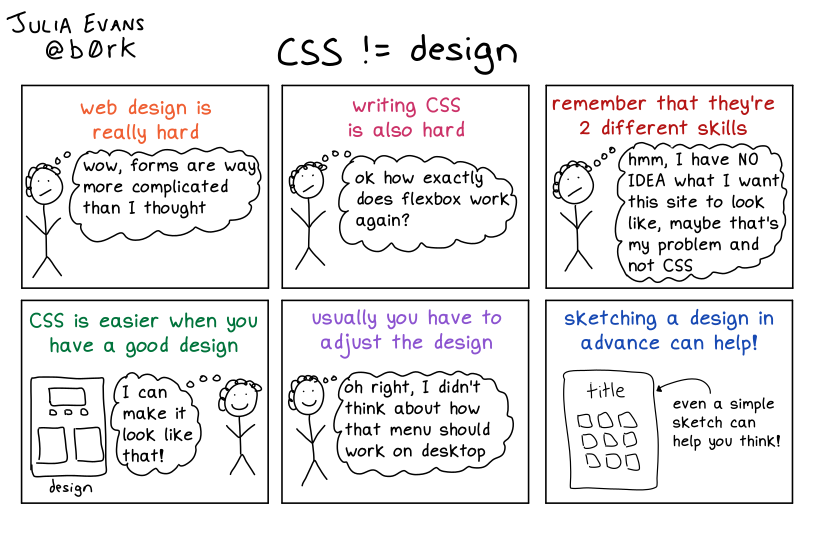 JULIA EVANS
@b0rk
CSS != design
web design is
really hard
wow, forms are way
more complicated
than I thought
writing CSS
is also hard
ok how exactly
does flexbox work
again?
remember that they're
2 different skills
hmm, I have NO
IDEA what I want
this site to look
like, maybe that's
my problem and
not CSS
CSS is easier when you
have a good design
I can
make it
look like
that!
design
usually you have to
adjust the design
oh right, I didn't
think about how
that menu should
work on desktop
sketching a design in
advance can help!
title
even a simple
sketch can
help you think!